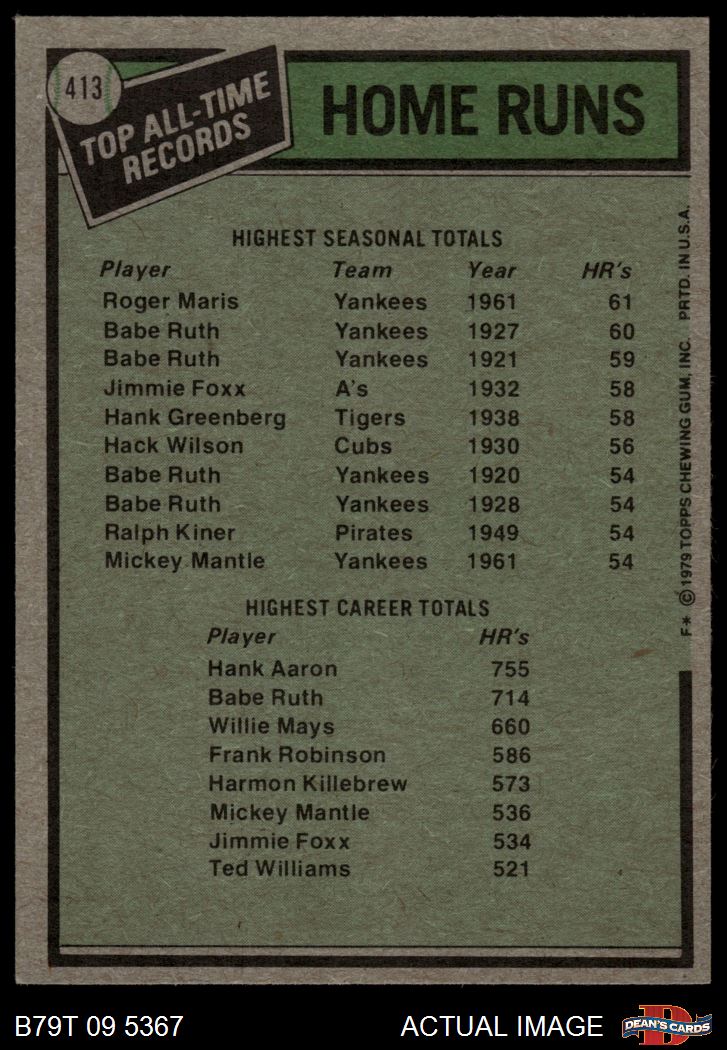 413
TOP ALL-TIME
RECORDS
HOME RUNS
HIGHEST SEASONAL TOTALS
Player Team Year HR's
Roger Maris Yankees 1961 61
Babe Ruth Yankees 1927 60
Babe Ruth Yankees 1921 59
Jimmie Foxx A's 1932 58
Hank Greenberg Tigers 1938 58
Hack Wilson Cubs 1930 56
Babe Ruth Yankees 1920 54
Babe Ruth Yankees 1928 54
Ralph Kiner Pirates 1949 54
Mickey Mantle Yankees 1961 54
HIGHEST CAREER TOTALS
Player HR's
Hank Aaron 755
Babe Ruth 714
Willie Mays 660
Frank Robinson 586
Harmon Killebrew 573
Mickey Mantle 536
Jimmie Foxx 534
Ted Williams 521
F* © 1979 TOPPS CHEWING GUM, INC. PRTD. IN U.S.A.
B79T 09 5367 ACTUAL IMAGE
D
DEAN'S CARDS